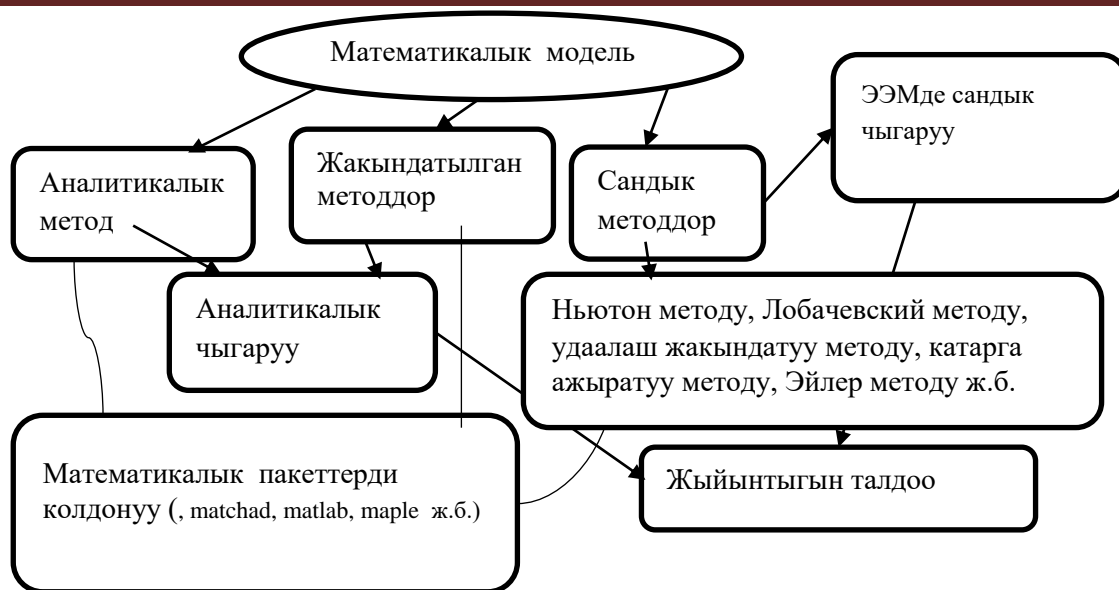 Математикалык модель
ЭЭМде сандык
чыгаруу
Аналитикалык
метод
Жакындатылган
методдор
Сандык
методдор
Аналитикалык
чыгаруу
Ньютон методу, Лобачевский методу,
удаалаш жакындатуу методу, катарга
ажыратуу методу, Эйлер методу ж.б.
Математикалык пакеттерди
колдонуу (, matchad, matlab, maple ж.б.)
Жыйынтыгын талдоо